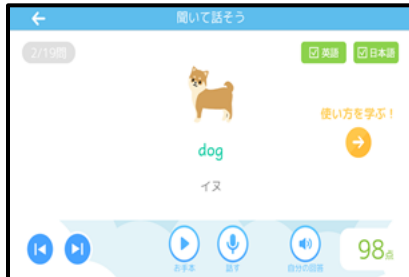 聞いて話そう
2/19問
英語 日本語
使い方を学ぶ！
dog
イヌ
お手本 話す 自分の回答
98点